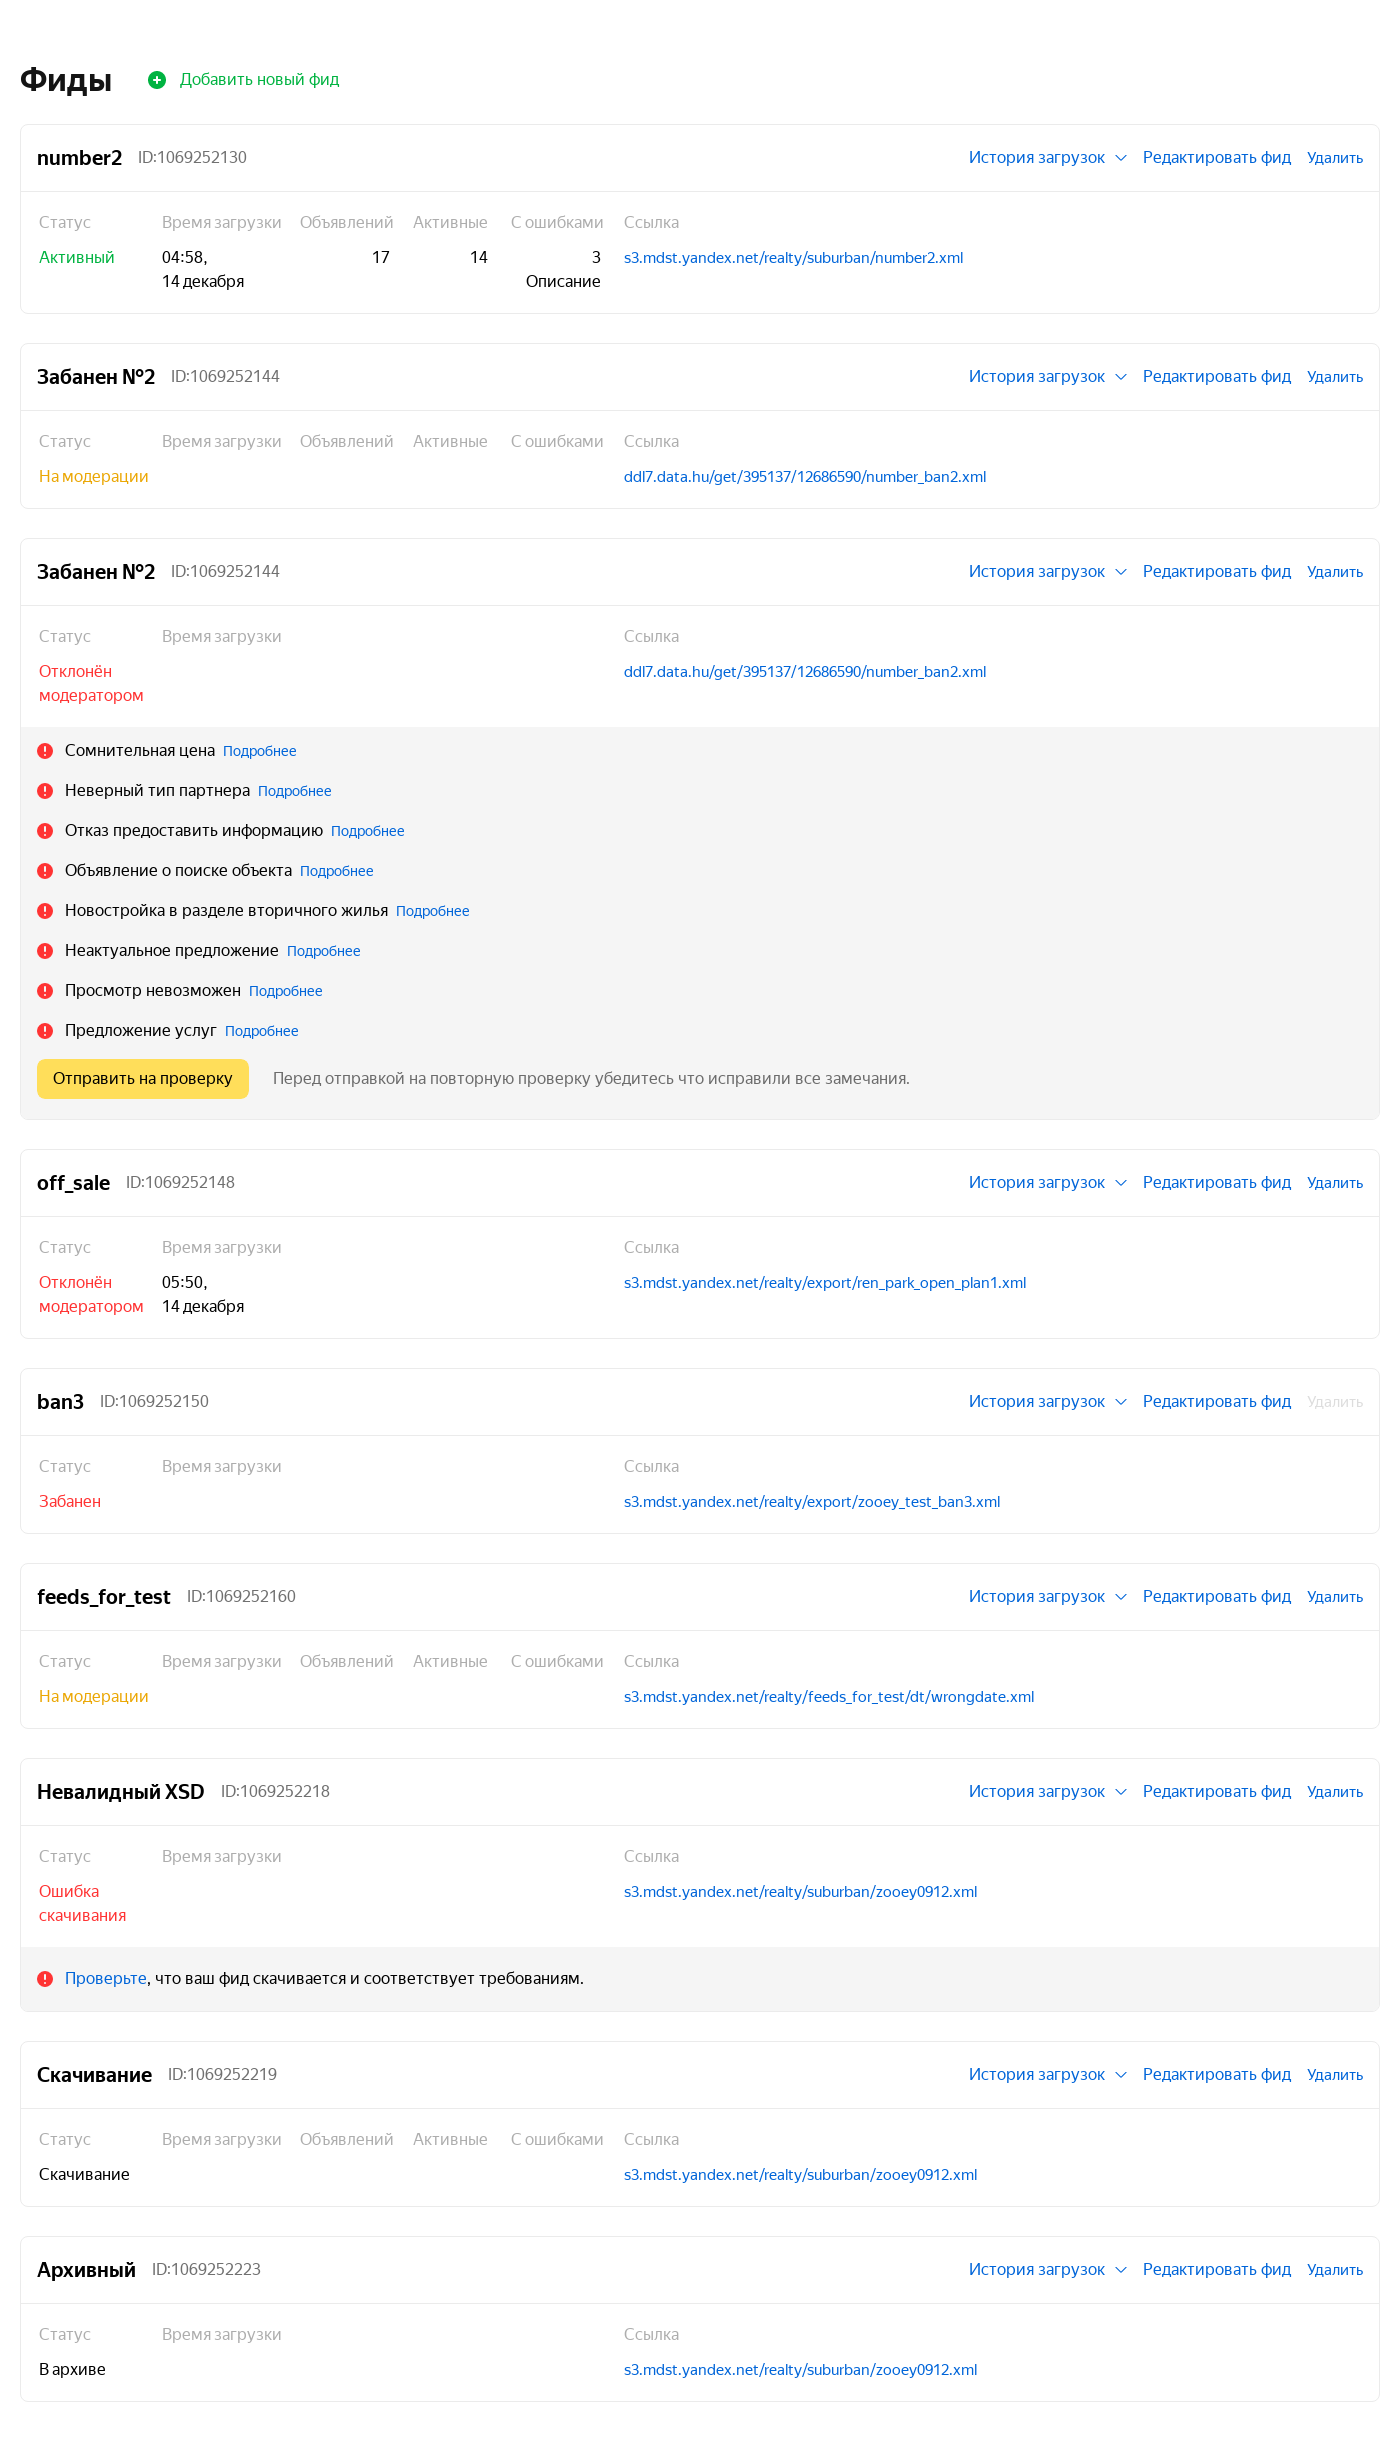 Фиды Добавить новый фид
number2 ID:1069252130 История загрузок Редактировать фид Удалить
Статус Время загрузки Объявлений Активные С ошибками Ссылка
Активный 04:58, 17 14 3 s3.mdst.yandex.net/realty/suburban/number2.xml
14 декабря Описание
Забанен №2 ID:1069252144 История загрузок Редактировать фид Удалить
Статус Время загрузки Объявлений Активные С ошибками Ссылка
На модерации ddl7.data.hu/get/395137/12686590/number_ban2.xml
Забанен №2 ID:1069252144 История загрузок Редактировать фид Удалить
Статус Время загрузки Ссылка
Отклонён ddl7.data.hu/get/395137/12686590/number_ban2.xml
модератором
Сомнительная цена Подробнее
Неверный тип партнера Подробнее
Отказ предоставить информацию Подробнее
Объявление о поиске объекта Подробнее
Новостройка в разделе вторичного жилья Подробнее
Неактуальное предложение Подробнее
Просмотр невозможен Подробнее
Предложение услуг Подробнее
Отправить на проверку Перед отправкой на повторную проверку убедитесь что исправили все замечания.
off_sale ID:1069252148 История загрузок Редактировать фид Удалить
Статус Время загрузки Ссылка
Отклонён 05:50, s3.mdst.yandex.net/realty/export/ren_park_open_plan1.xml
модератором 14 декабря
ban3 ID:1069252150 История загрузок Редактировать фид Удалить
Статус Время загрузки Ссылка
Забанен s3.mdst.yandex.net/realty/export/zooey_test_ban3.xml
feeds_for_test ID:1069252160 История загрузок Редактировать фид Удалить
Статус Время загрузки Объявлений Активные С ошибками Ссылка
На модерации s3.mdst.yandex.net/realty/feeds_for_test/dt/wrongdate.xml
Невалидный XSD ID:1069252218 История загрузок Редактировать фид Удалить
Статус Время загрузки Ссылка
Ошибка s3.mdst.yandex.net/realty/suburban/zooey0912.xml
скачивания
Проверьте, что ваш фид скачивается и соответствует требованиям.
Скачивание ID:1069252219 История загрузок Редактировать фид Удалить
Статус Время загрузки Объявлений Активные С ошибками Ссылка
Скачивание s3.mdst.yandex.net/realty/suburban/zooey0912.xml
Архивный ID:1069252223 История загрузок Редактировать фид Удалить
Статус Время загрузки Ссылка
В архиве s3.mdst.yandex.net/realty/suburban/zooey0912.xml